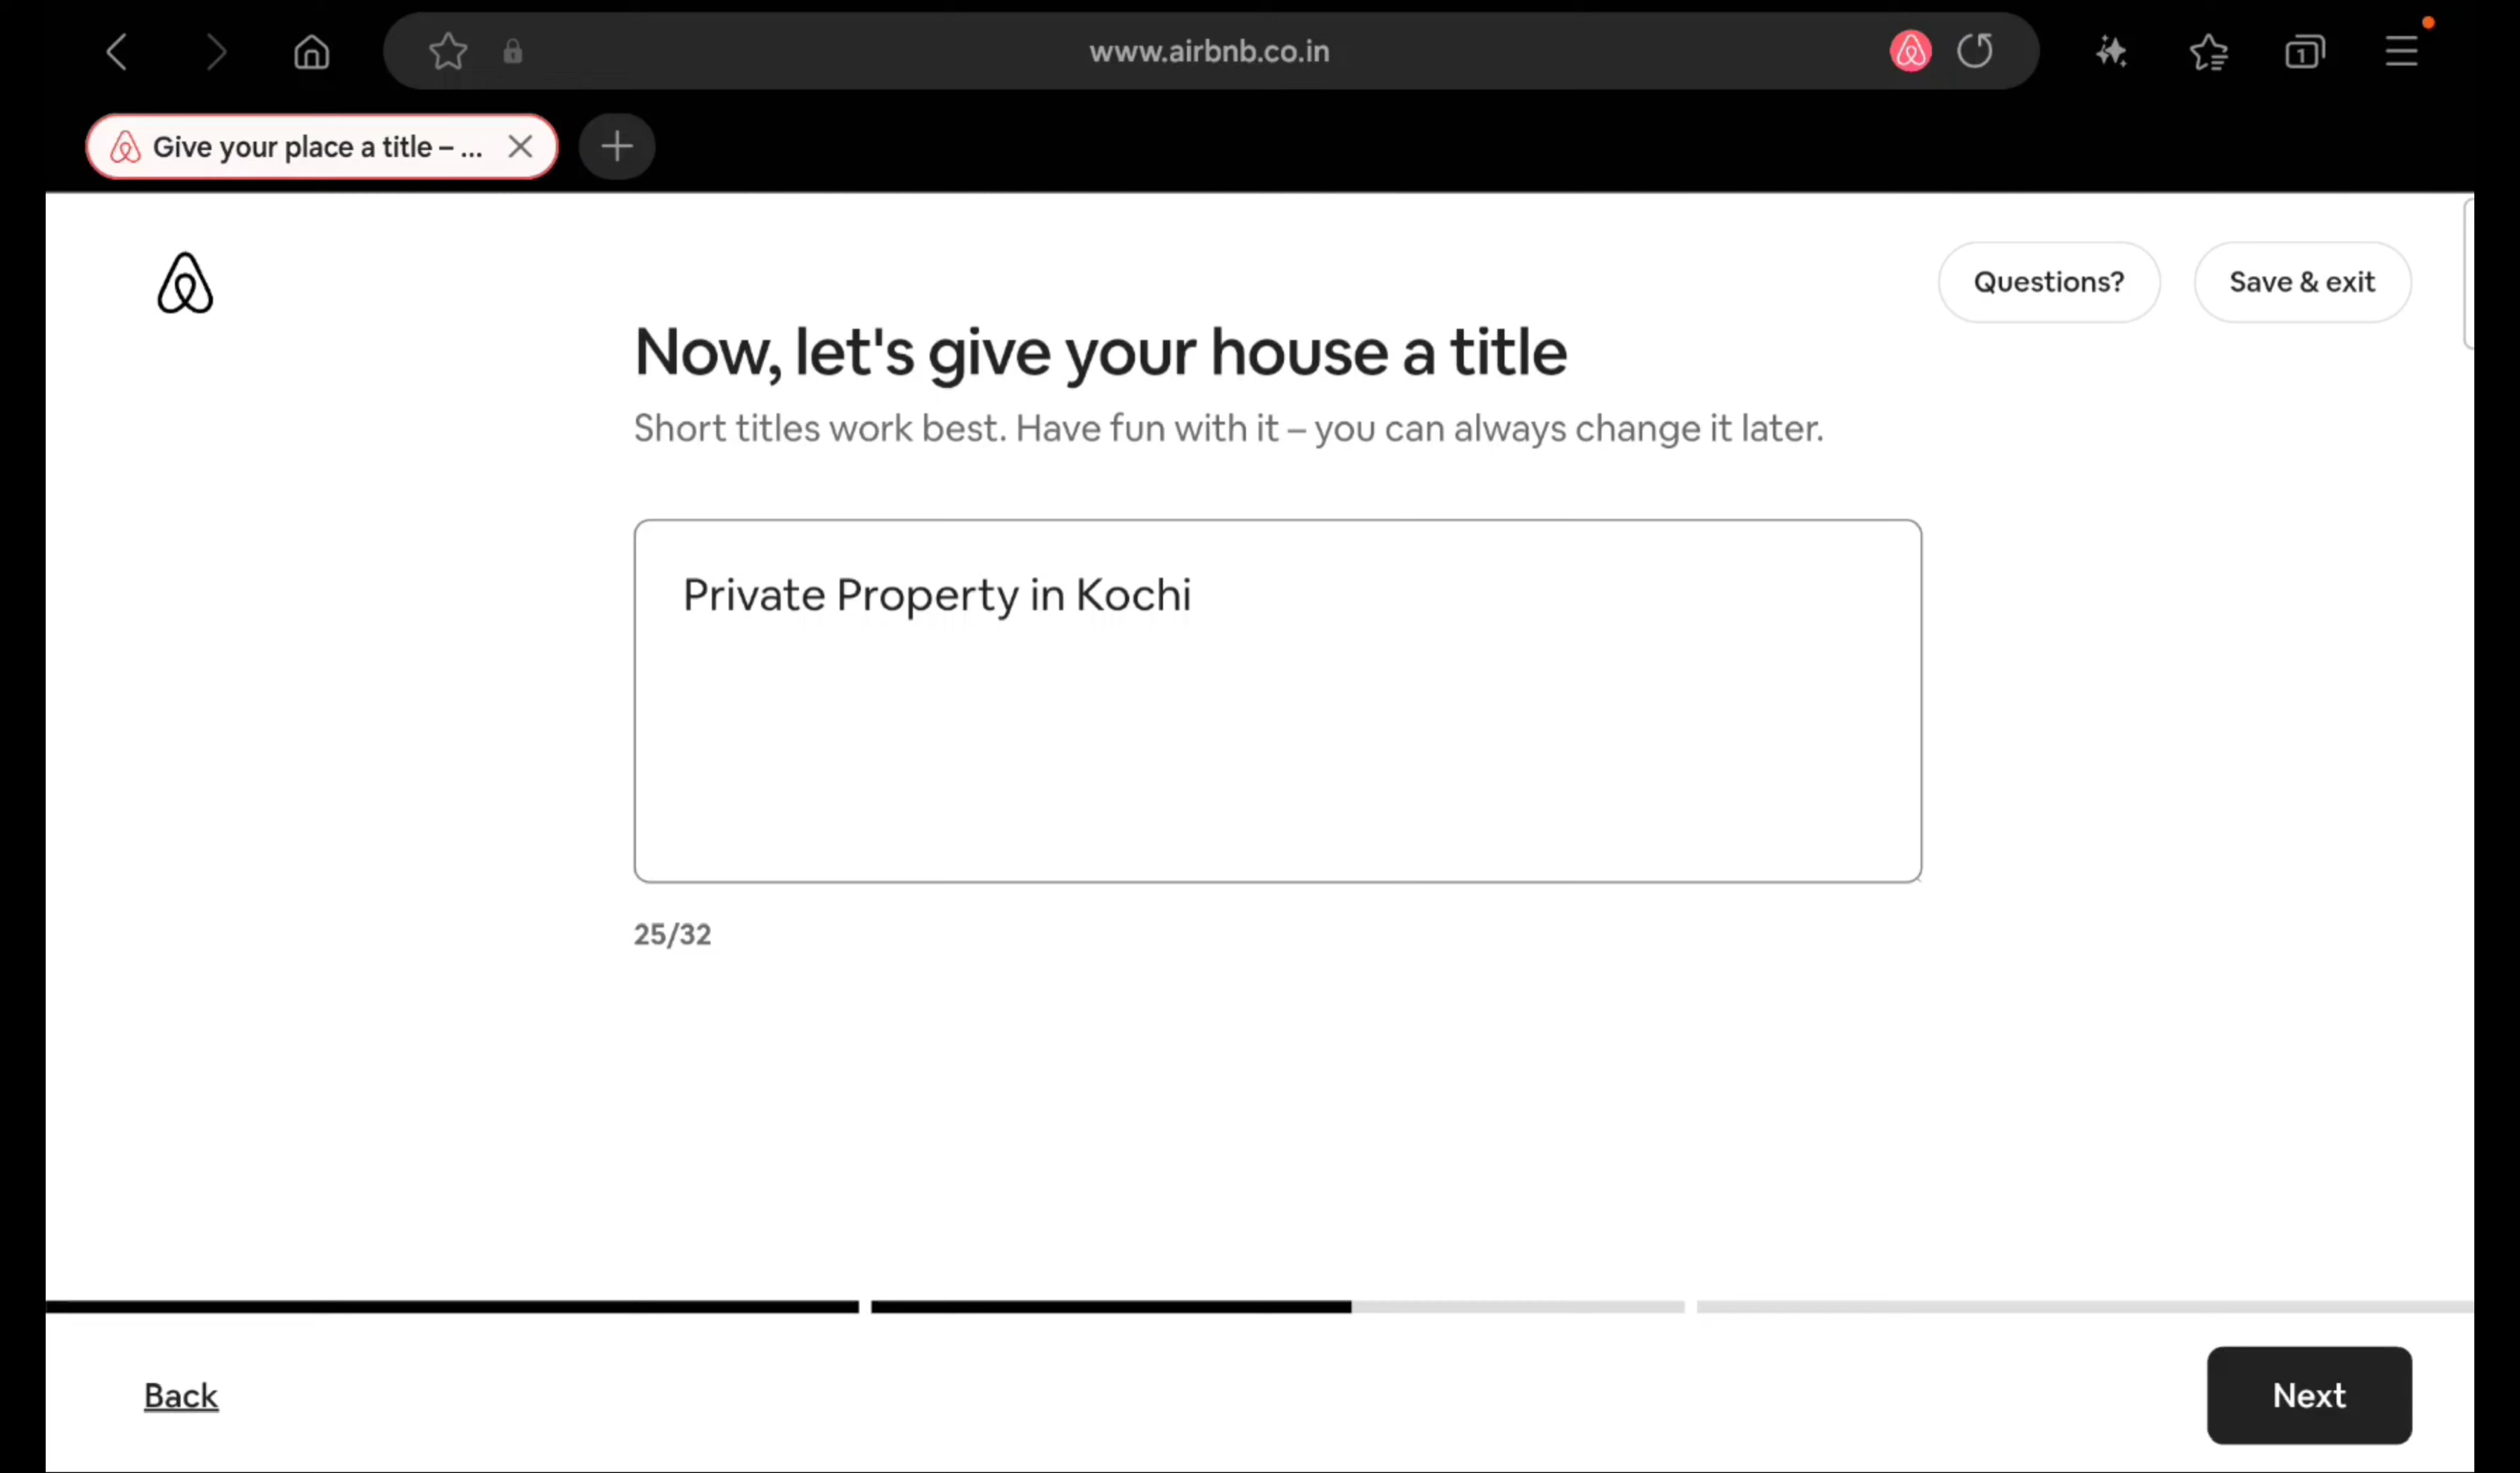 www.airbnb.co.in
1
Give your place a title – ...
Questions?
Save & exit
Now, let's give your house a title
Short titles work best. Have fun with it – you can always change it later.
Private Property in Kochi
25/32
Back
Next